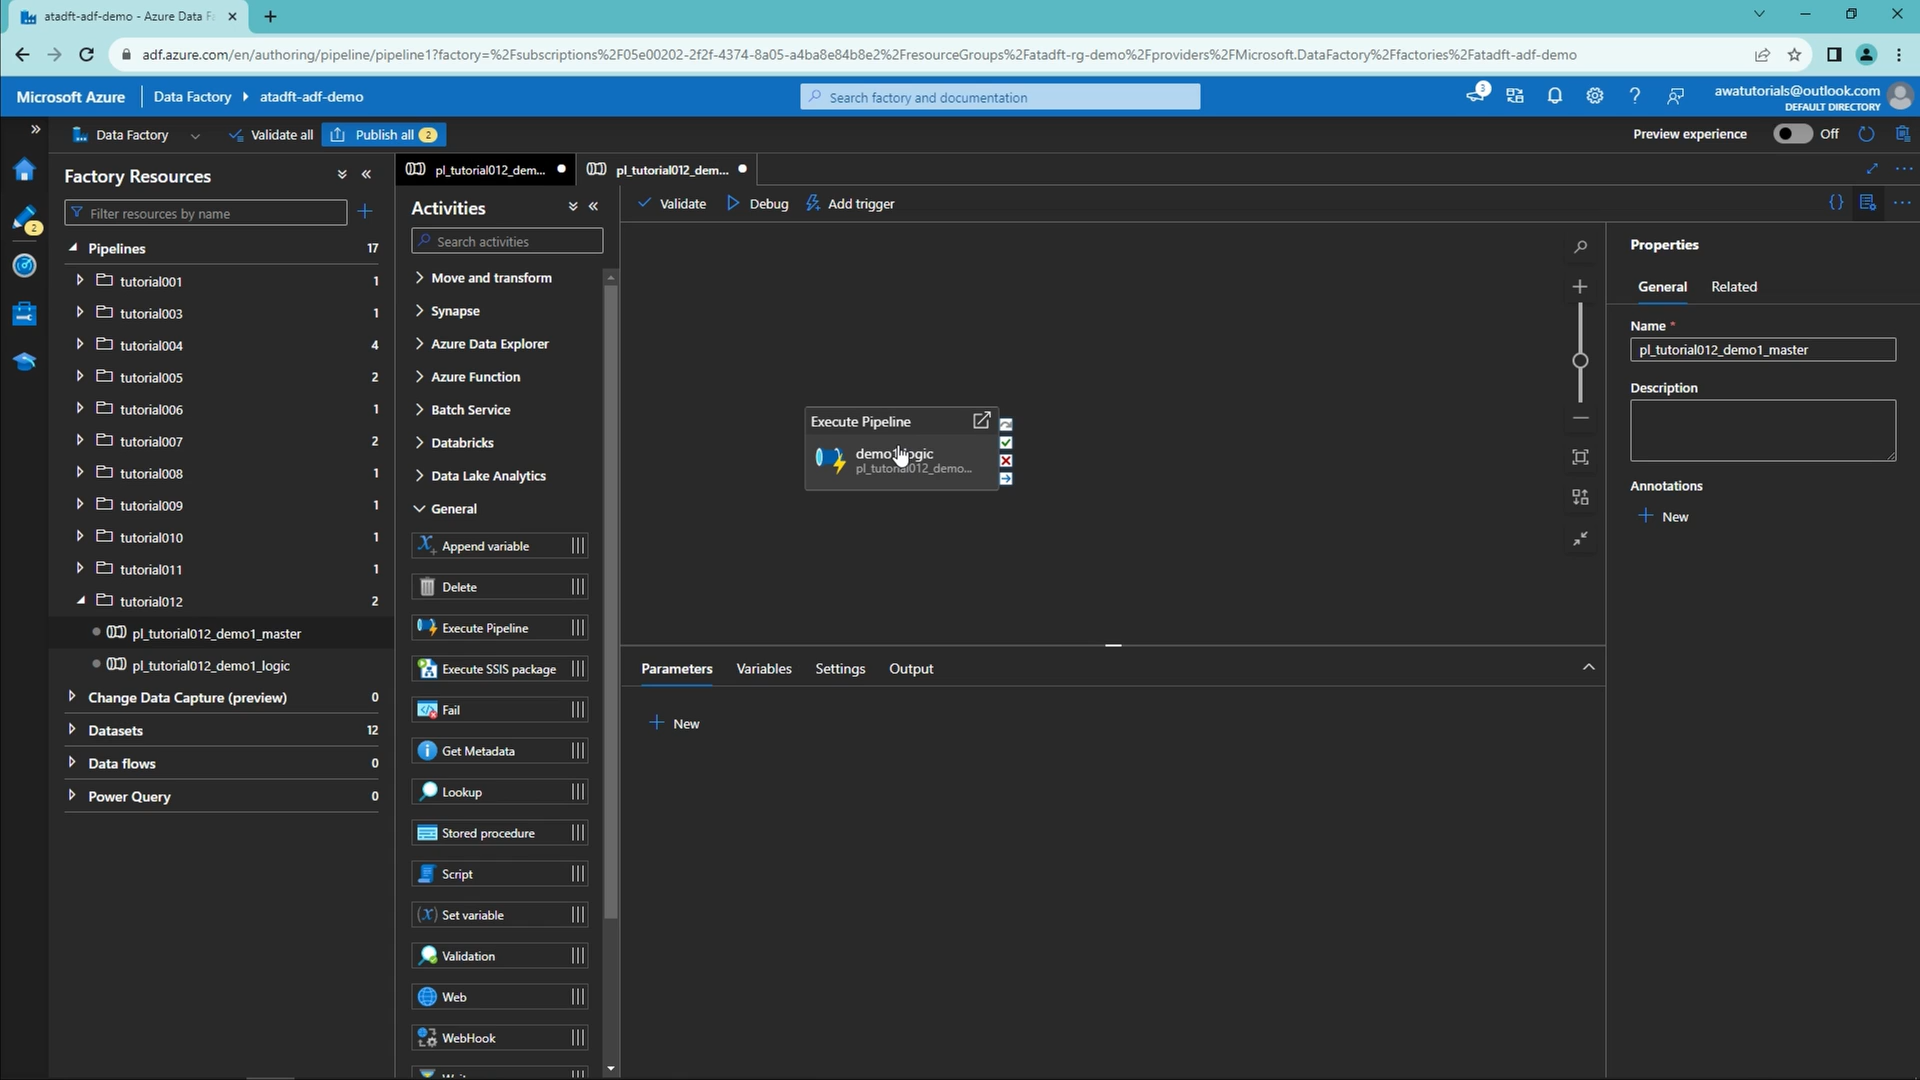 atadft-adf-demo - Azure Data F
adf.azure.com/en/authoring/pipeline/pipeline1?factory=%2Fsubscriptions%2F05e00202-2f2f-4374-8a05-a4ba8e84b8e2%2FresourceGroups%2Fatadft-rg-demo%2Fproviders%2FMicrosoft.DataFactory%2Ffactories%2Fatadft-adf-demo
Microsoft Azure
Data Factory
atadft-adf-demo
Search factory and documentation
3
awatutorials@outlook.com
DEFAULT DIRECTORY
Data Factory
Validate all
Publish all 2
Preview experience
Off
2
Factory Resources
Filter resources by name
Pipelines 17
tutorial001 1
tutorial003 1
tutorial004 4
tutorial005 2
tutorial006 1
tutorial007 2
tutorial008 1
tutorial009 1
tutorial010 1
tutorial011 1
tutorial012 2
pl_tutorial012_demo1_master
pl_tutorial012_demo1_logic
Change Data Capture (preview) 0
Datasets 12
Data flows 0
Power Query 0
pl_tutorial012_dem...
pl_tutorial012_dem...
Activities
Search activities
Move and transform
Synapse
Azure Data Explorer
Azure Function
Batch Service
Databricks
Data Lake Analytics
General
Append variable
Delete
Execute Pipeline
Execute SSIS package
Fail
Get Metadata
Lookup
Stored procedure
Script
Set variable
Validation
Web
WebHook
Validate
Debug
Add trigger
Execute Pipeline
pl_tutorial012_demo...
Parameters
Variables
Settings
Output
New
Properties
General
Related
Name *
pl_tutorial012_demo1_master
Description
Annotations
New